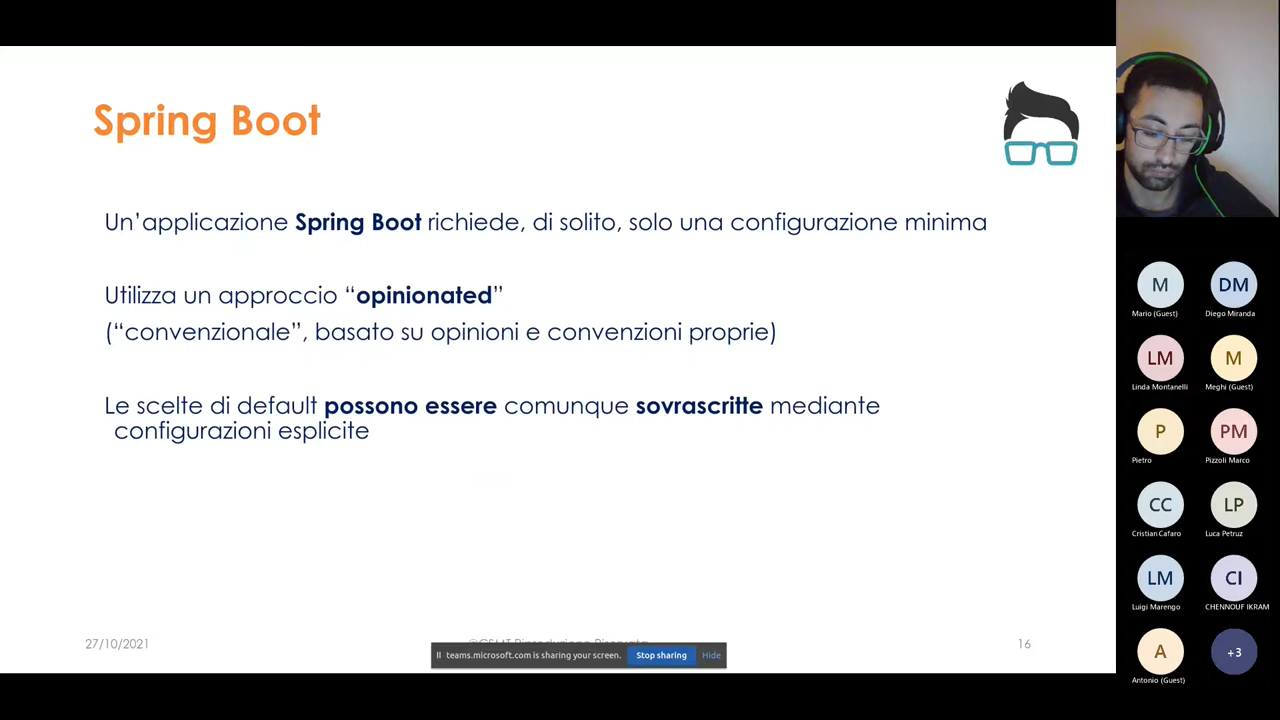 Spring Boot
Un’applicazione Spring Boot richiede, di solito, solo una configurazione minima
Utilizza un approccio “opinionated”
(“convenzionale”, basato su opinioni e convenzioni proprie)
Le scelte di default possono essere comunque sovrascritte mediante
configurazioni esplicite
27/10/2021
16
teams.microsoft.com is sharing your screen.
Stop sharing
Hide
M
DM
Mario (Guest)
Diego Miranda
LM
M
Linda Montanelli
Meghi (Guest)
P
PM
Pietro
Pizzoli Marco
CC
LP
Cristian Cafaro
Luca Petruz
LM
CI
Luigi Marengo
CHENNOUF IKRAM
A
+3
Antonio (Guest)